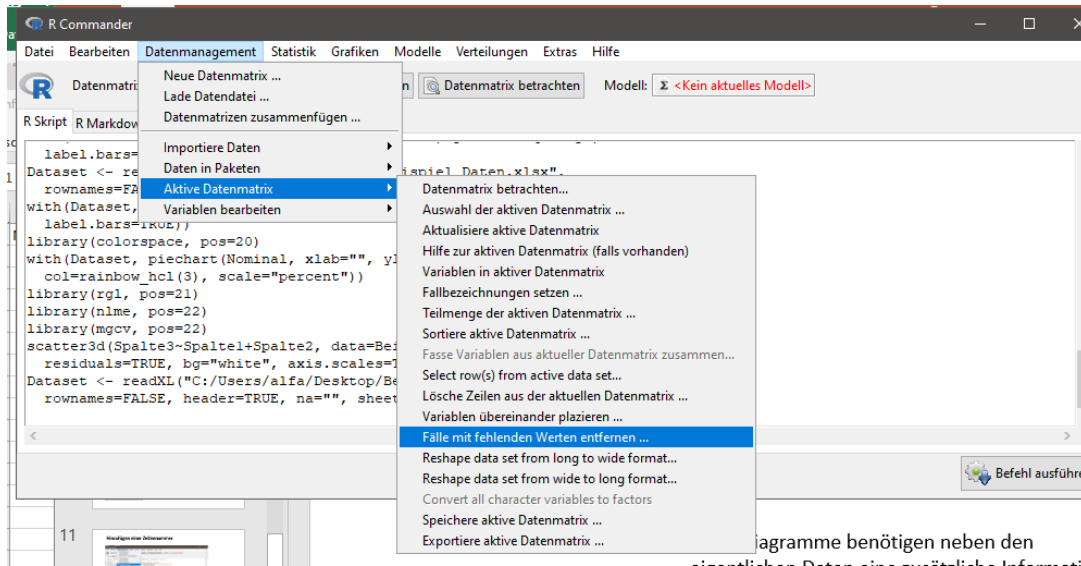 R Commander
Datei Bearbeiten Datenmanagement Statistik Grafiken Modelle Verteilungen Extras Hilfe
Datenmatrix betrachten Modell: Σ <Kein aktuelles Modell>
R Skript
Neue Datenmatrix ...
Lade Datendatei ...
Datenmatrizen zusammenfügen ...
Importiere Daten
Daten in Paketen
Aktive Datenmatrix
Variablen bearbeiten
label.bars=
Dataset <- re ispiel Daten.xlsx",
rownames=FA
with(Dataset,
label.bars=TRUE))
library(colorspace, pos=20)
with(Dataset, piechart(Nominal, xlab="", yl
col=rainbow_hcl(3), scale="percent"))
library(rgl, pos=21)
library(nlme, pos=22)
library(mgcv, pos=22)
scatter3d(Spalte3~Spalte1+Spalte2, data=Bei
residuals=TRUE, bg="white", axis.scales=T
Dataset <- readXL("C:/Users/alfa/Desktop/Be
rownames=FALSE, header=TRUE, na="", sheet
Datenmatrix betrachten...
Auswahl der aktiven Datenmatrix ...
Aktualisiere aktive Datenmatrix
Hilfe zur aktiven Datenmatrix (falls vorhanden)
Variablen in aktiver Datenmatrix
Fallbezeichnungen setzen ...
Teilmenge der aktiven Datenmatrix ...
Sortiere aktive Datenmatrix ...
Fasse Variablen aus aktueller Datenmatrix zusammen...
Select row(s) from active data set...
Lösche Zeilen aus der aktuellen Datenmatrix ...
Variablen übereinander plazieren ...
Fälle mit fehlenden Werten entfernen ...
Reshape data set from long to wide format...
Reshape data set from wide to long format...
Convert all character variables to factors
Speichere aktive Datenmatrix ...
Exportiere aktive Datenmatrix ...
Befehl ausführe
11
Hinzufügen einer Zeilennummer
iagramme benötigen neben den